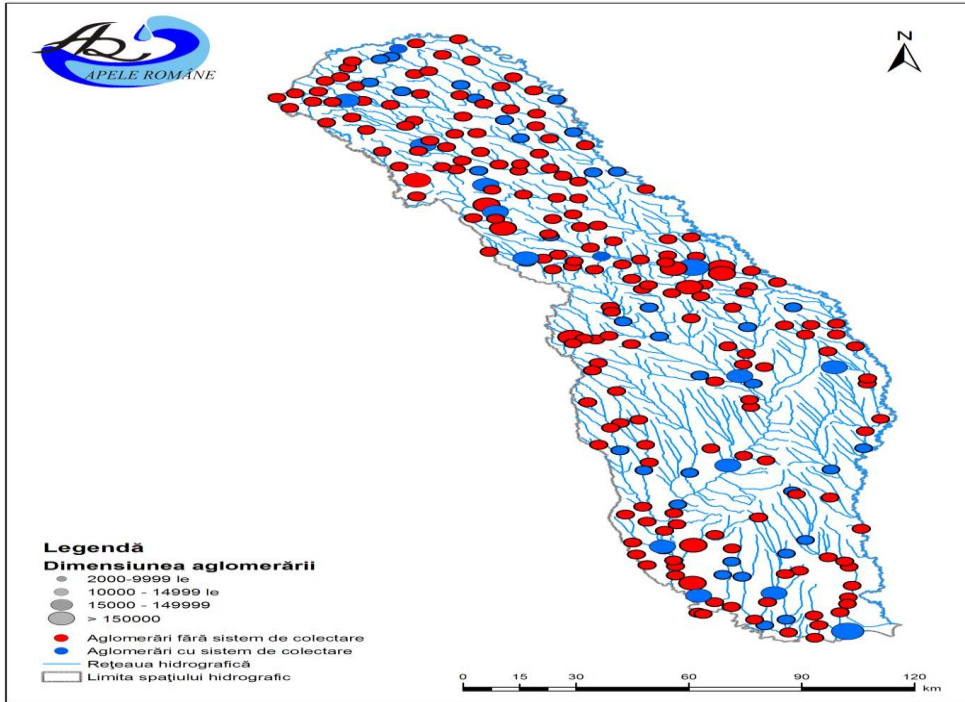 APELE ROMÂNE
N
Legendă
Dimensiunea aglomerării
2000-9999 le
10000 - 14999 le
15000 - 149999
> 150000
Aglomerări fără sistem de colectare
Aglomerări cu sistem de colectare
Reţeaua hidrografică
Limita spaţiului hidrografic
0 15 30 60 90 120
km